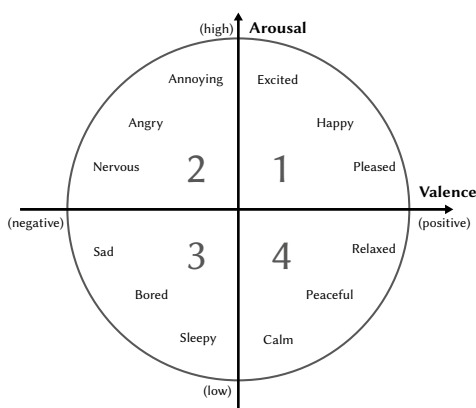 (high) Arousal
Annoying Excited
Angry Happy
Nervous 2 1 Pleased
Valence
(negative) (positive)
Sad 3 4 Relaxed
Bored Peaceful
Sleepy Calm
(low)